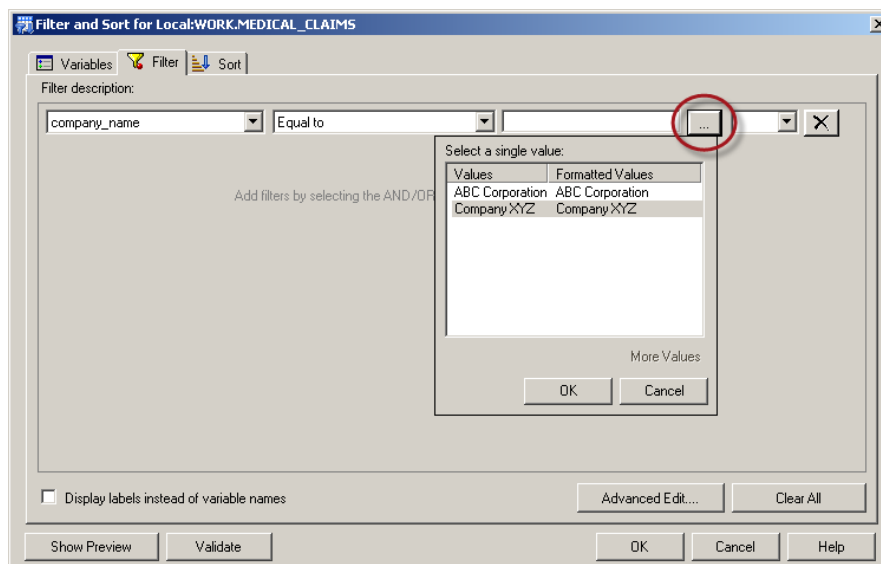 Filter and Sort for Local:WORK.MEDICAL_CLAIMS
Variables Filter Sort
Filter description:
company_name Equal to ...
Select a single value:
Values Formatted Values
ABC Corporation ABC Corporation
Company XYZ Company XYZ
Add filters by selecting the AND/OR
More Values
OK Cancel
Display labels instead of variable names
Advanced Edit.... Clear All
Show Preview Validate OK Cancel Help